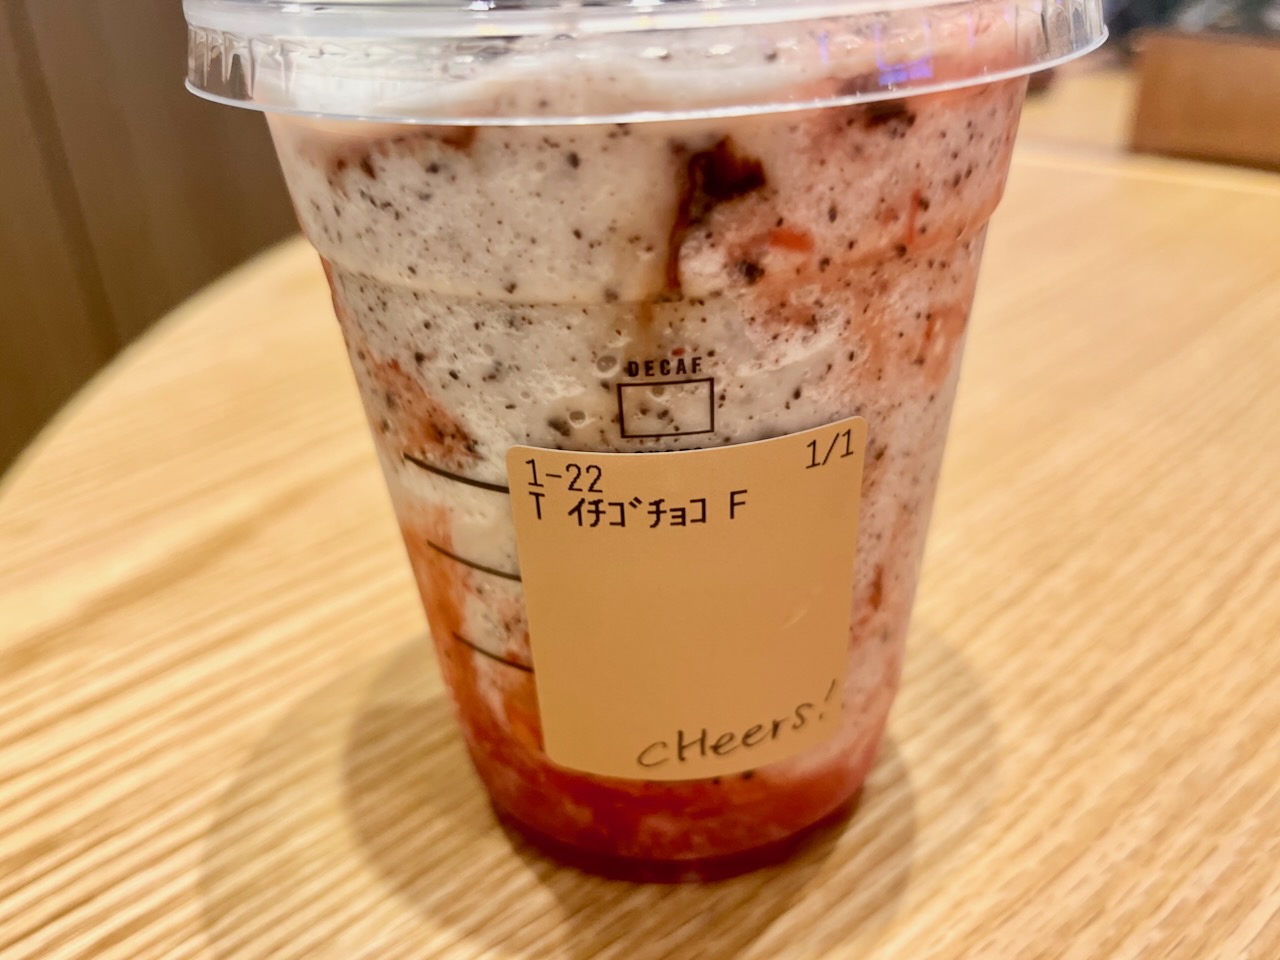 DECAF
1-22
1/1
T ｲﾁｺﾞﾁｮｺ F
cHeers!